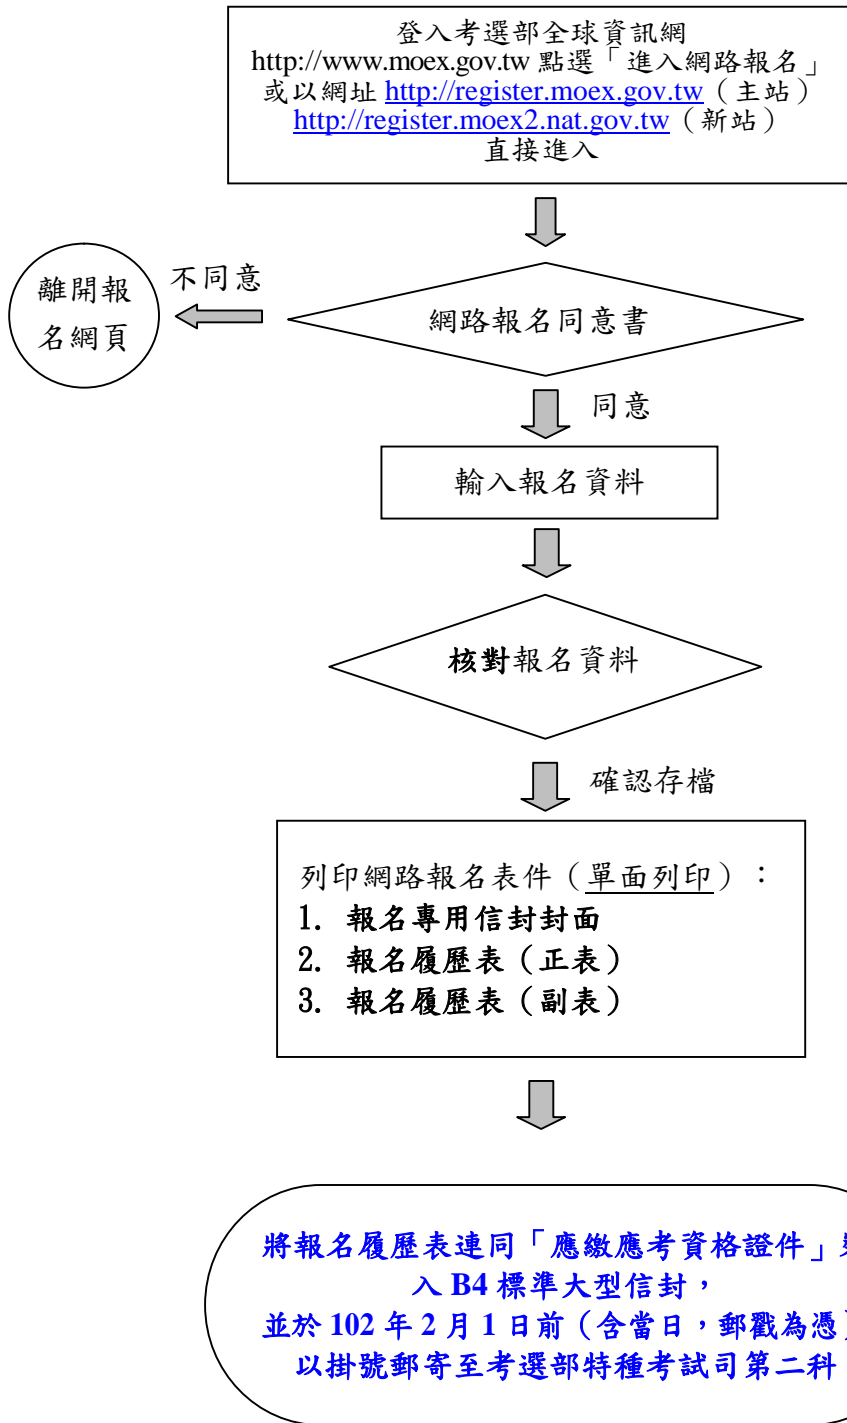 登入考選部全球資訊網
http://www.moex.gov.tw 點選「進入網路報名」
或以網址 http://register.moex.gov.tw（主站）
http://register.moex2.nat.gov.tw（新站）
直接進入
離開報
名網頁
不同意
網路報名同意書
同意
輸入報名資料
核對報名資料
確認存檔
列印網路報名表件（單面列印）：
1. 報名專用信封封面
2. 報名履歷表（正表）
3. 報名履歷表（副表）
將報名履歷表連同「應繳應考資格證件」
入 B4 標準大型信封，
並於 102 年 2 月 1 日前（含當日，郵戳為憑）
以掛號郵寄至考選部特種考試司第二科